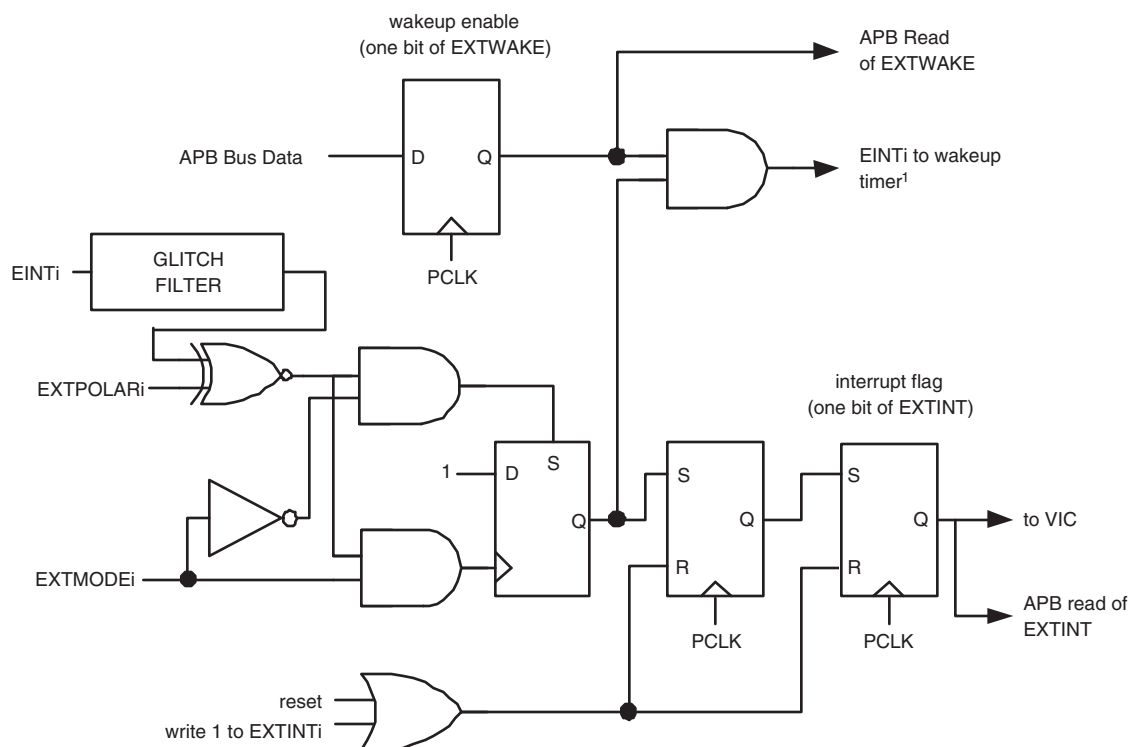 wakeup enable
(one bit of EXTWAKE)
APB Read
of EXTWAKE
APB Bus Data
D
Q
EINTi to wakeup
timer¹
PCLK
EINTi
GLITCH
FILTER
EXTPOLARi
interrupt flag
(one bit of EXTINT)
1
D
S
Q
S
Q
R
PCLK
S
Q
R
PCLK
to VIC
EXTMODEi
APB read of
EXTINT
reset
write 1 to EXTINTi